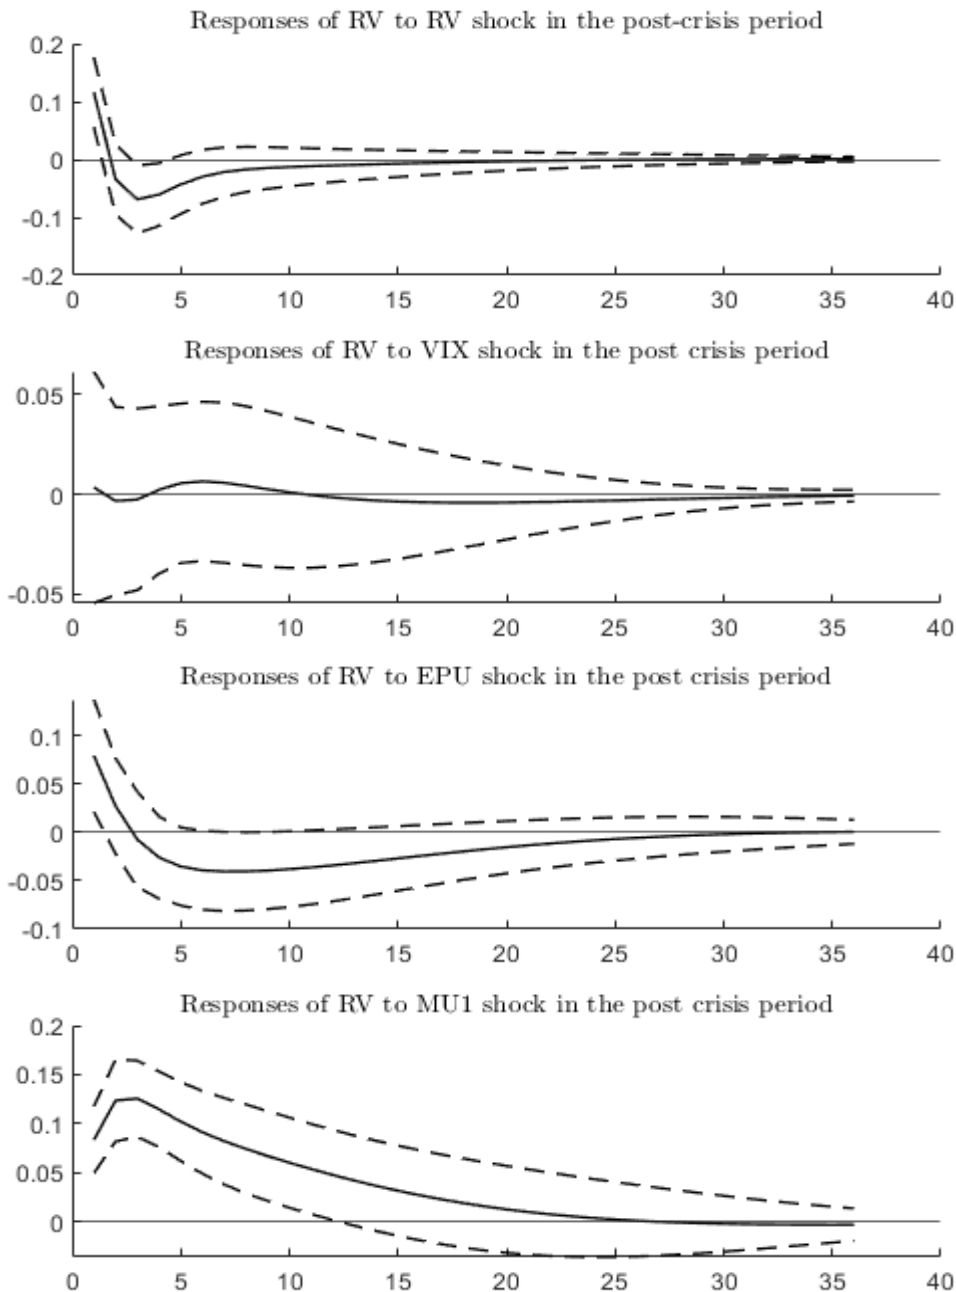 Responses of RV to RV shock in the post-crisis period
0.2
0.1
0
-0.1
-0.2
0 5 10 15 20 25 30 35 40
Responses of RV to VIX shock in the post crisis period
0.05
0
-0.05
0 5 10 15 20 25 30 35 40
Responses of RV to EPU shock in the post crisis period
0.1
0.05
0
-0.05
-0.1
0 5 10 15 20 25 30 35 40
Responses of RV to MU1 shock in the post crisis period
0.2
0.15
0.1
0.05
0
0 5 10 15 20 25 30 35 40